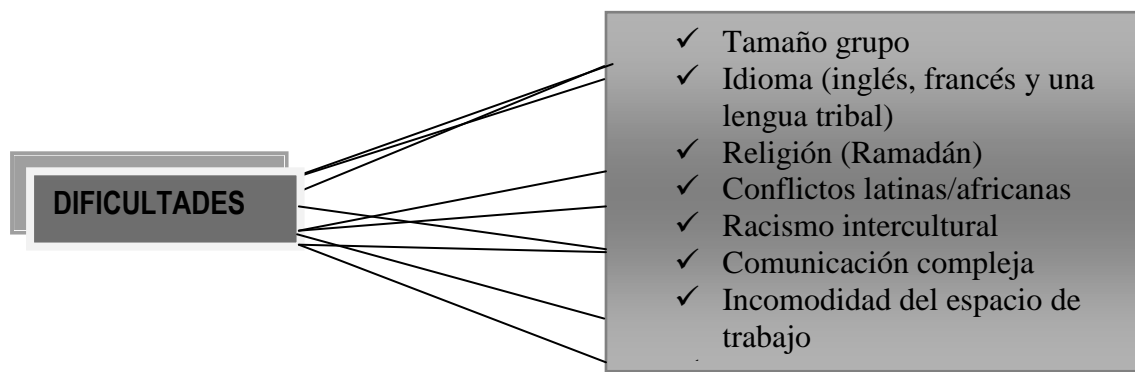 DIFICULTADES
✓ Tamaño grupo
✓ Idioma (inglés, francés y una
lengua tribal)
✓ Religión (Ramadán)
✓ Conflictos latinas/africanas
✓ Racismo intercultural
✓ Comunicación compleja
✓ Incomodidad del espacio de
trabajo